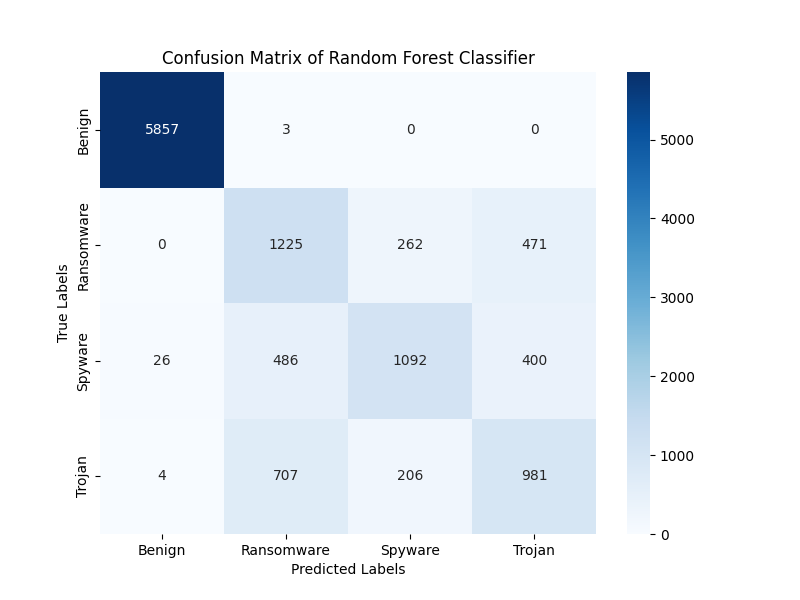 Confusion Matrix of Random Forest Classifier
True Labels
Benign 5857 3 0 0
Ransomware 0 1225 262 471
Spyware 26 486 1092 400
Trojan 4 707 206 981
Benign Ransomware Spyware Trojan
Predicted Labels
5000
4000
3000
2000
1000
0